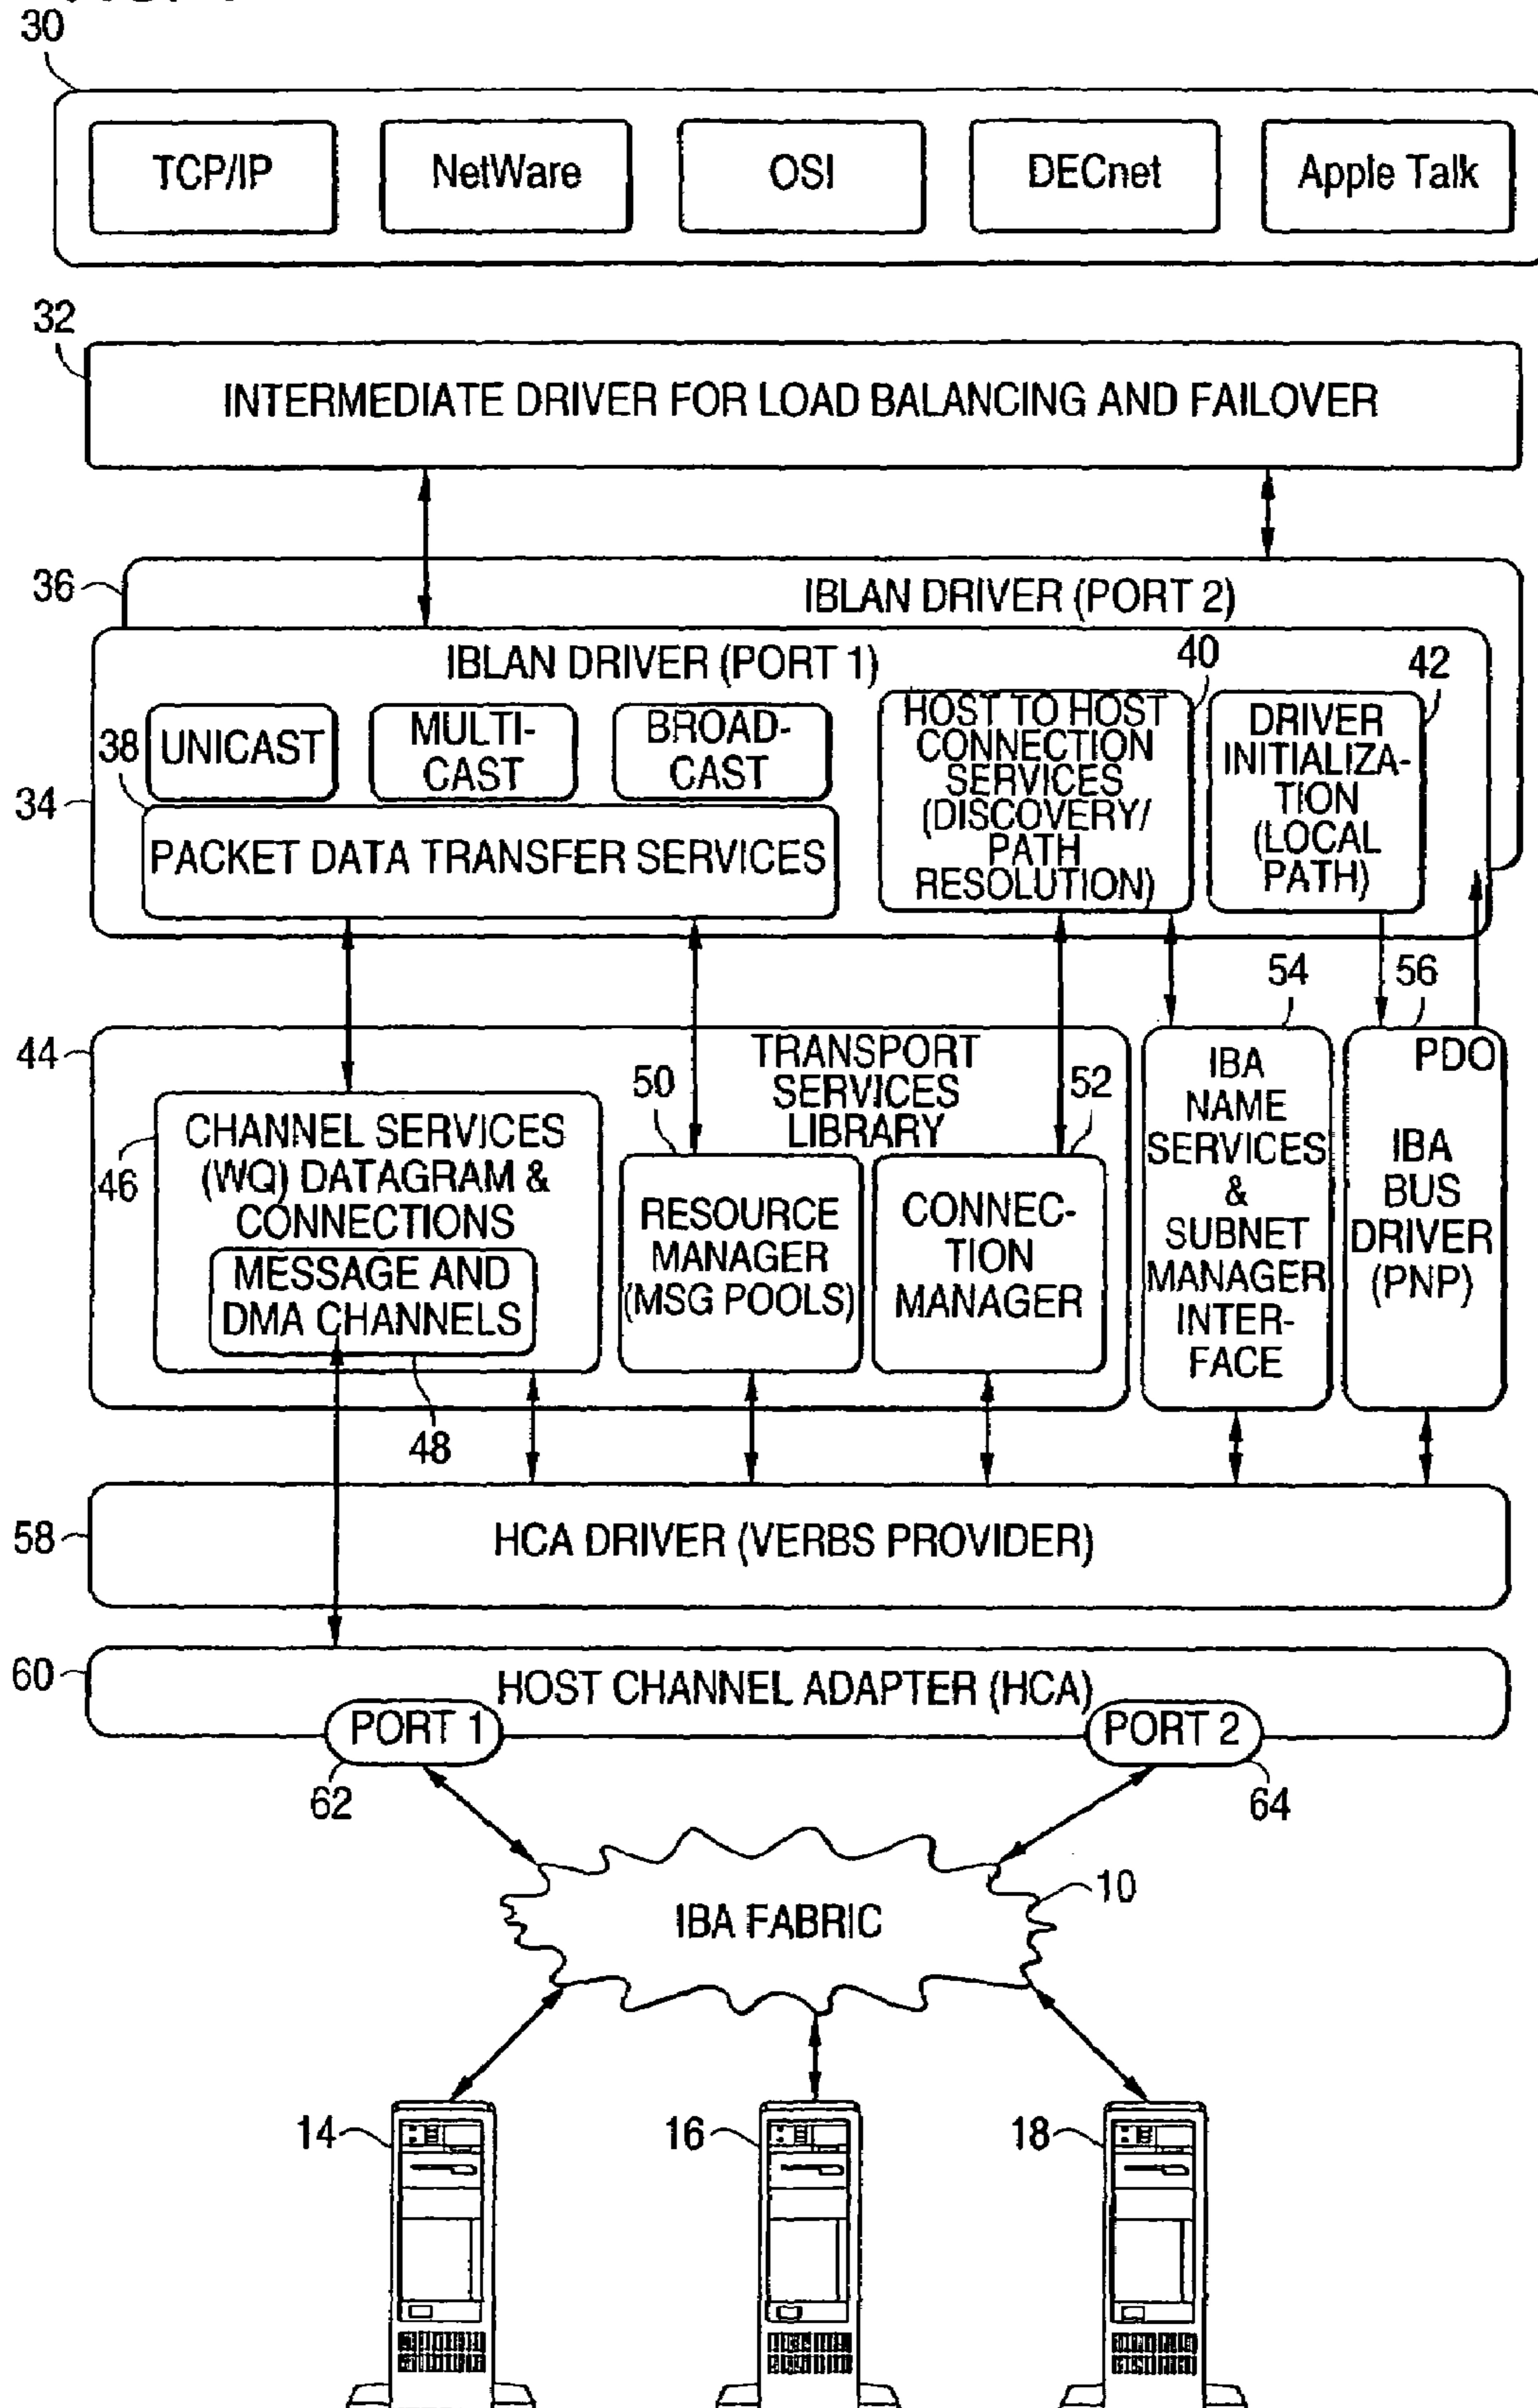 30
TCP/IP
NetWare
OSI
DECnet
Apple Talk
32
INTERMEDIATE DRIVER FOR LOAD BALANCING AND FAILOVER
36
IBLAN DRIVER (PORT 2)
34
IBLAN DRIVER (PORT 1)
40
42
UNICAST
MULTI-
CAST
BROAD-
CAST
38
PACKET DATA TRANSFER SERVICES
HOST TO HOST
CONNECTION
SERVICES
(DISCOVERY/
PATH
RESOLUTION)
DRIVER
INITIALIZA-
TION
(LOCAL
PATH)
54
56
44
TRANSPORT
SERVICES
LIBRARY
46
CHANNEL SERVICES
(WQ) DATAGRAM &
CONNECTIONS
MESSAGE AND
DMA CHANNELS
48
50
RESOURCE
MANAGER
(MSG POOLS)
52
CONNEC-
TION
MANAGER
IBA
NAME
SERVICES
&
SUBNET
MANAGER
INTER-
FACE
PDO
IBA
BUS
DRIVER
(PNP)
58
HCA DRIVER (VERBS PROVIDER)
60
HOST CHANNEL ADAPTER (HCA)
PORT 1
PORT 2
62
64
IBA FABRIC
10
14
16
18